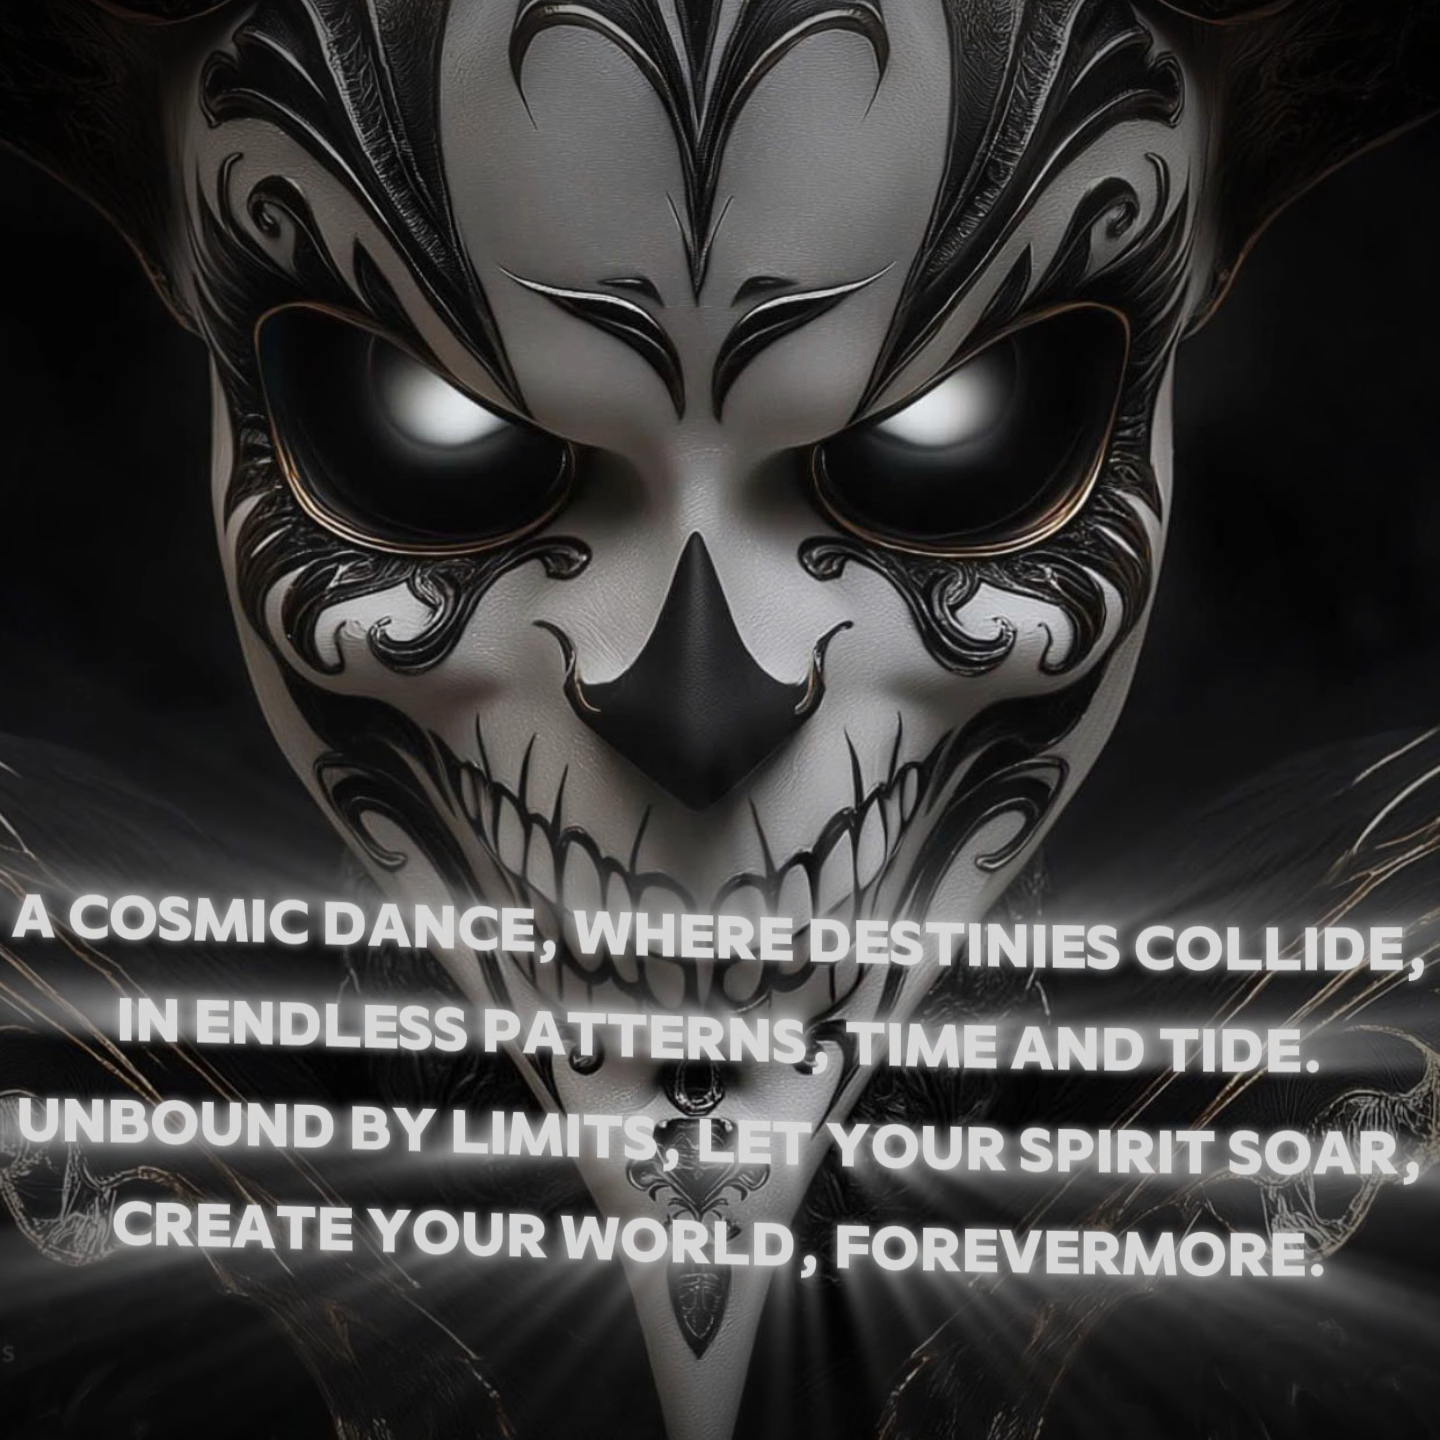 A COSMIC DANCE, WHERE DESTINIES COLLIDE,
IN ENDLESS PATTERNS, TIME AND TIDE.
UNBOUND BY LIMITS, LET YOUR SPIRIT SOAR,
CREATE YOUR WORLD, FOREVERMORE.
S